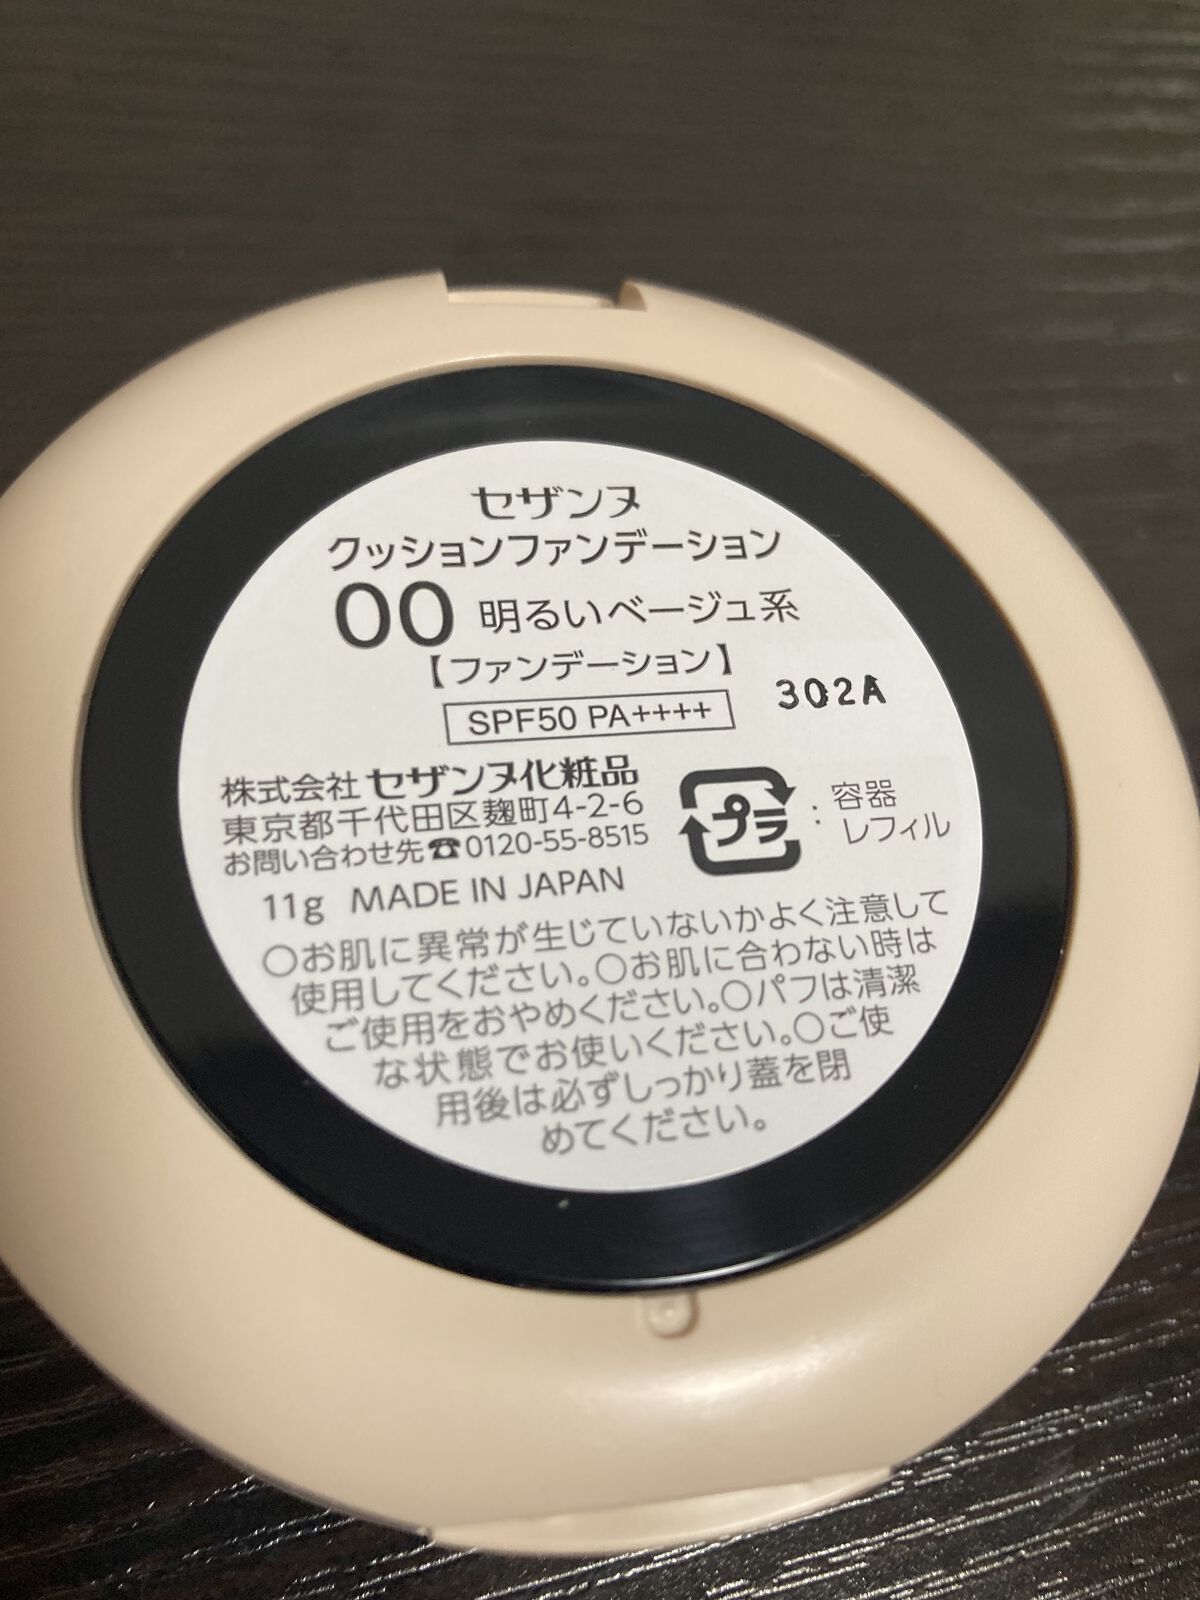 セザンヌ
クッションファンデーション
00 明るいベージュ系
【ファンデーション】
SPF50 PA++++
302A
株式会社 セザンヌ化粧品
東京都千代田区麹町4-2-6
お問い合わせ先☎0120-55-8515
11g MADE IN JAPAN
プラ : 容器
レフィル
○お肌に異常が生じていないかよく注意して
使用してください。○お肌に合わない時は
ご使用をおやめください。○パフは清潔
な状態でお使いください。○ご使
用後は必ずしっかり蓋を閉
めてください。